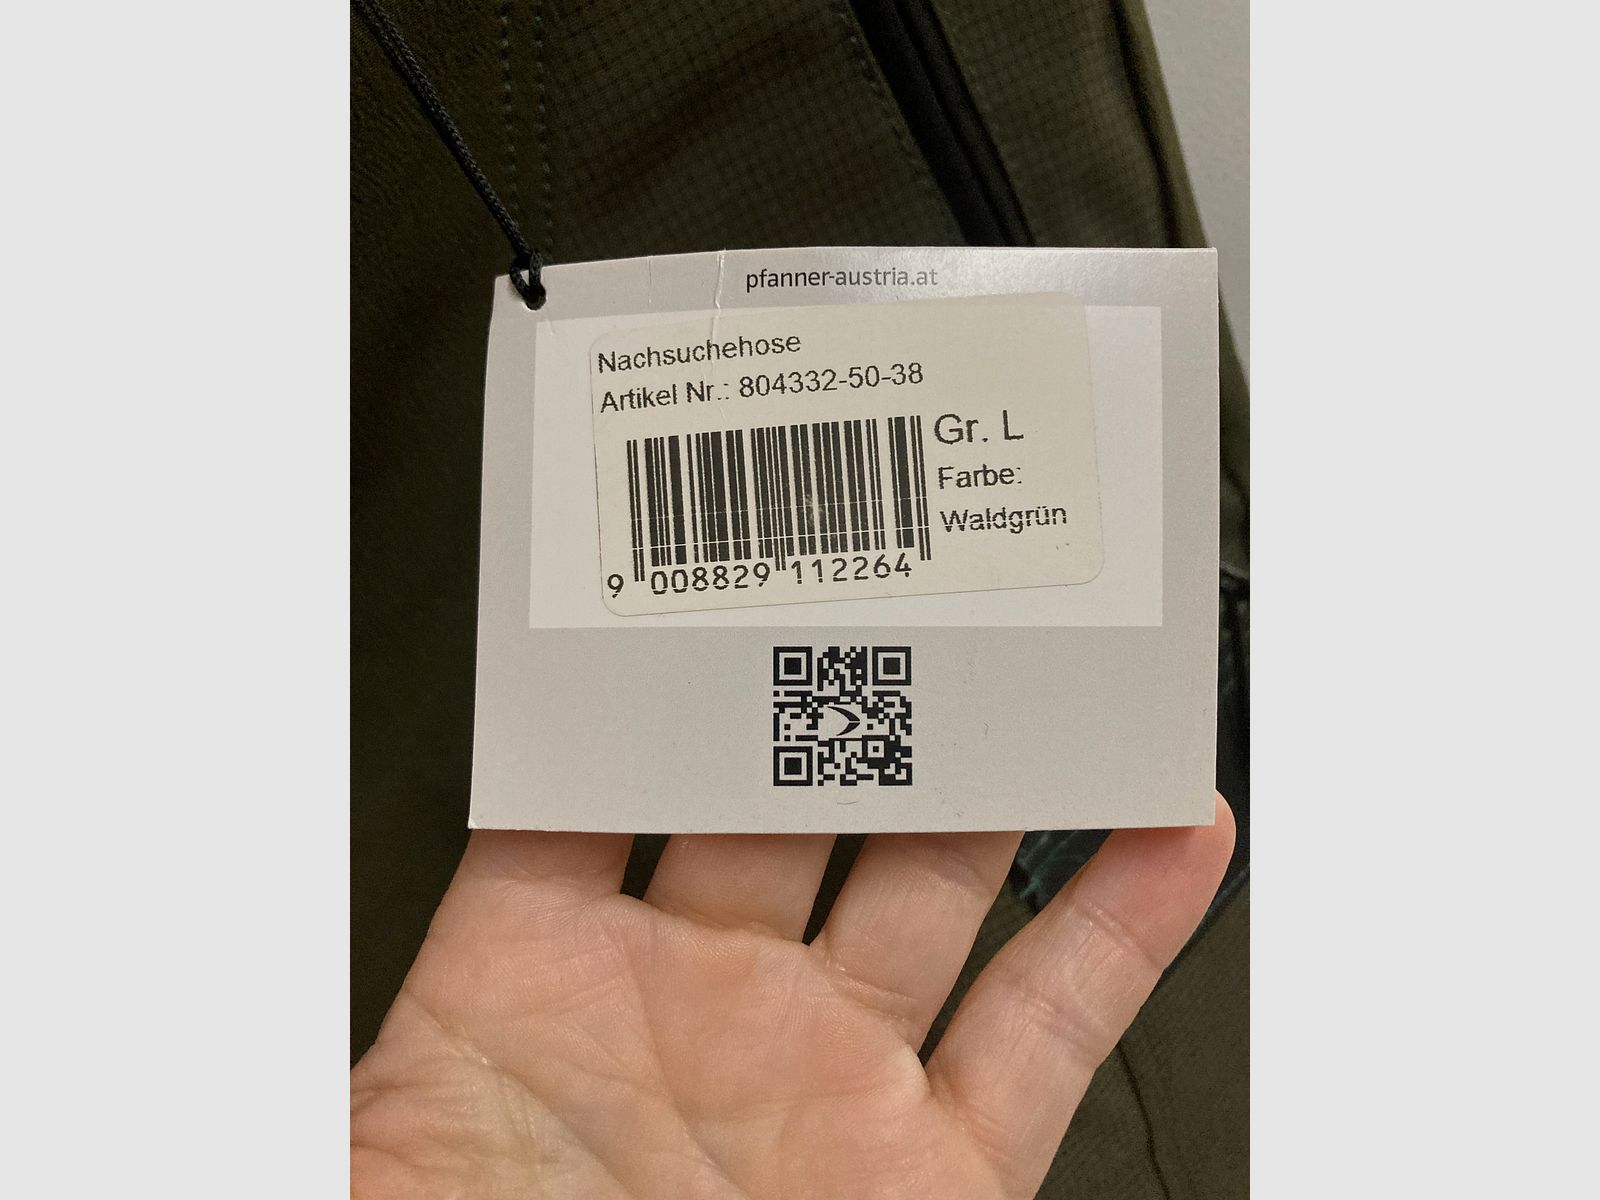 pfanner-austria.at
Nachsuchehose
Artikel Nr.: 804332-50-38
Gr. L
Farbe:
Waldgrün
9 008829 112264